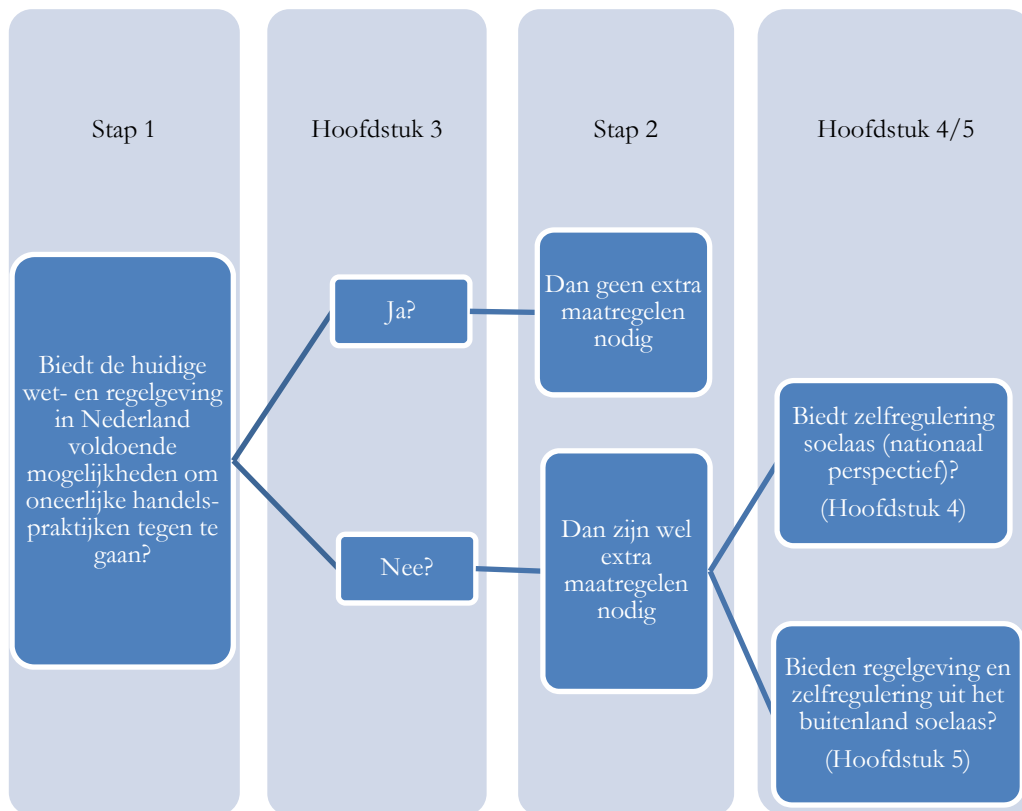 Stap 1
Hoofdstuk 3
Stap 2
Hoofdstuk 4/5
Biedt de huidige
wet- en regelgeving
in Nederland
voldoende
mogelijkheden om
oneerlijke handels-
praktijken tegen te
gaan?
Ja?
Nee?
Dan geen extra
maatregelen
nodig
Dan zijn wel
extra
maatregelen
nodig
Biedt zelfregulering
soelaas (nationaal
perspectief)?
(Hoofdstuk 4)
Bieden regelgeving en
zelfregulering uit het
buitenland soelaas?
(Hoofdstuk 5)